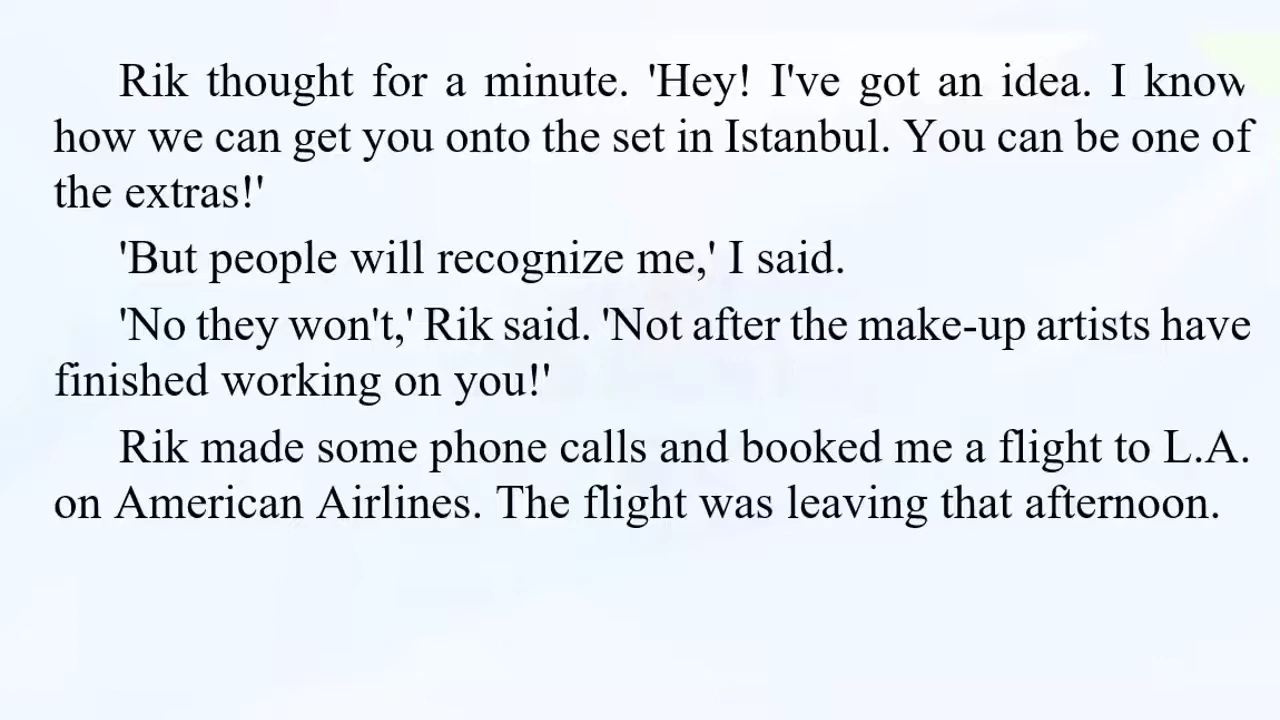 Rik thought for a minute. 'Hey! I've got an idea. I know
how we can get you onto the set in Istanbul. You can be one of
the extras!'
'But people will recognize me,' I said.
'No they won't,' Rik said. 'Not after the make-up artists have
finished working on you!'
Rik made some phone calls and booked me a flight to L.A.
on American Airlines. The flight was leaving that afternoon.